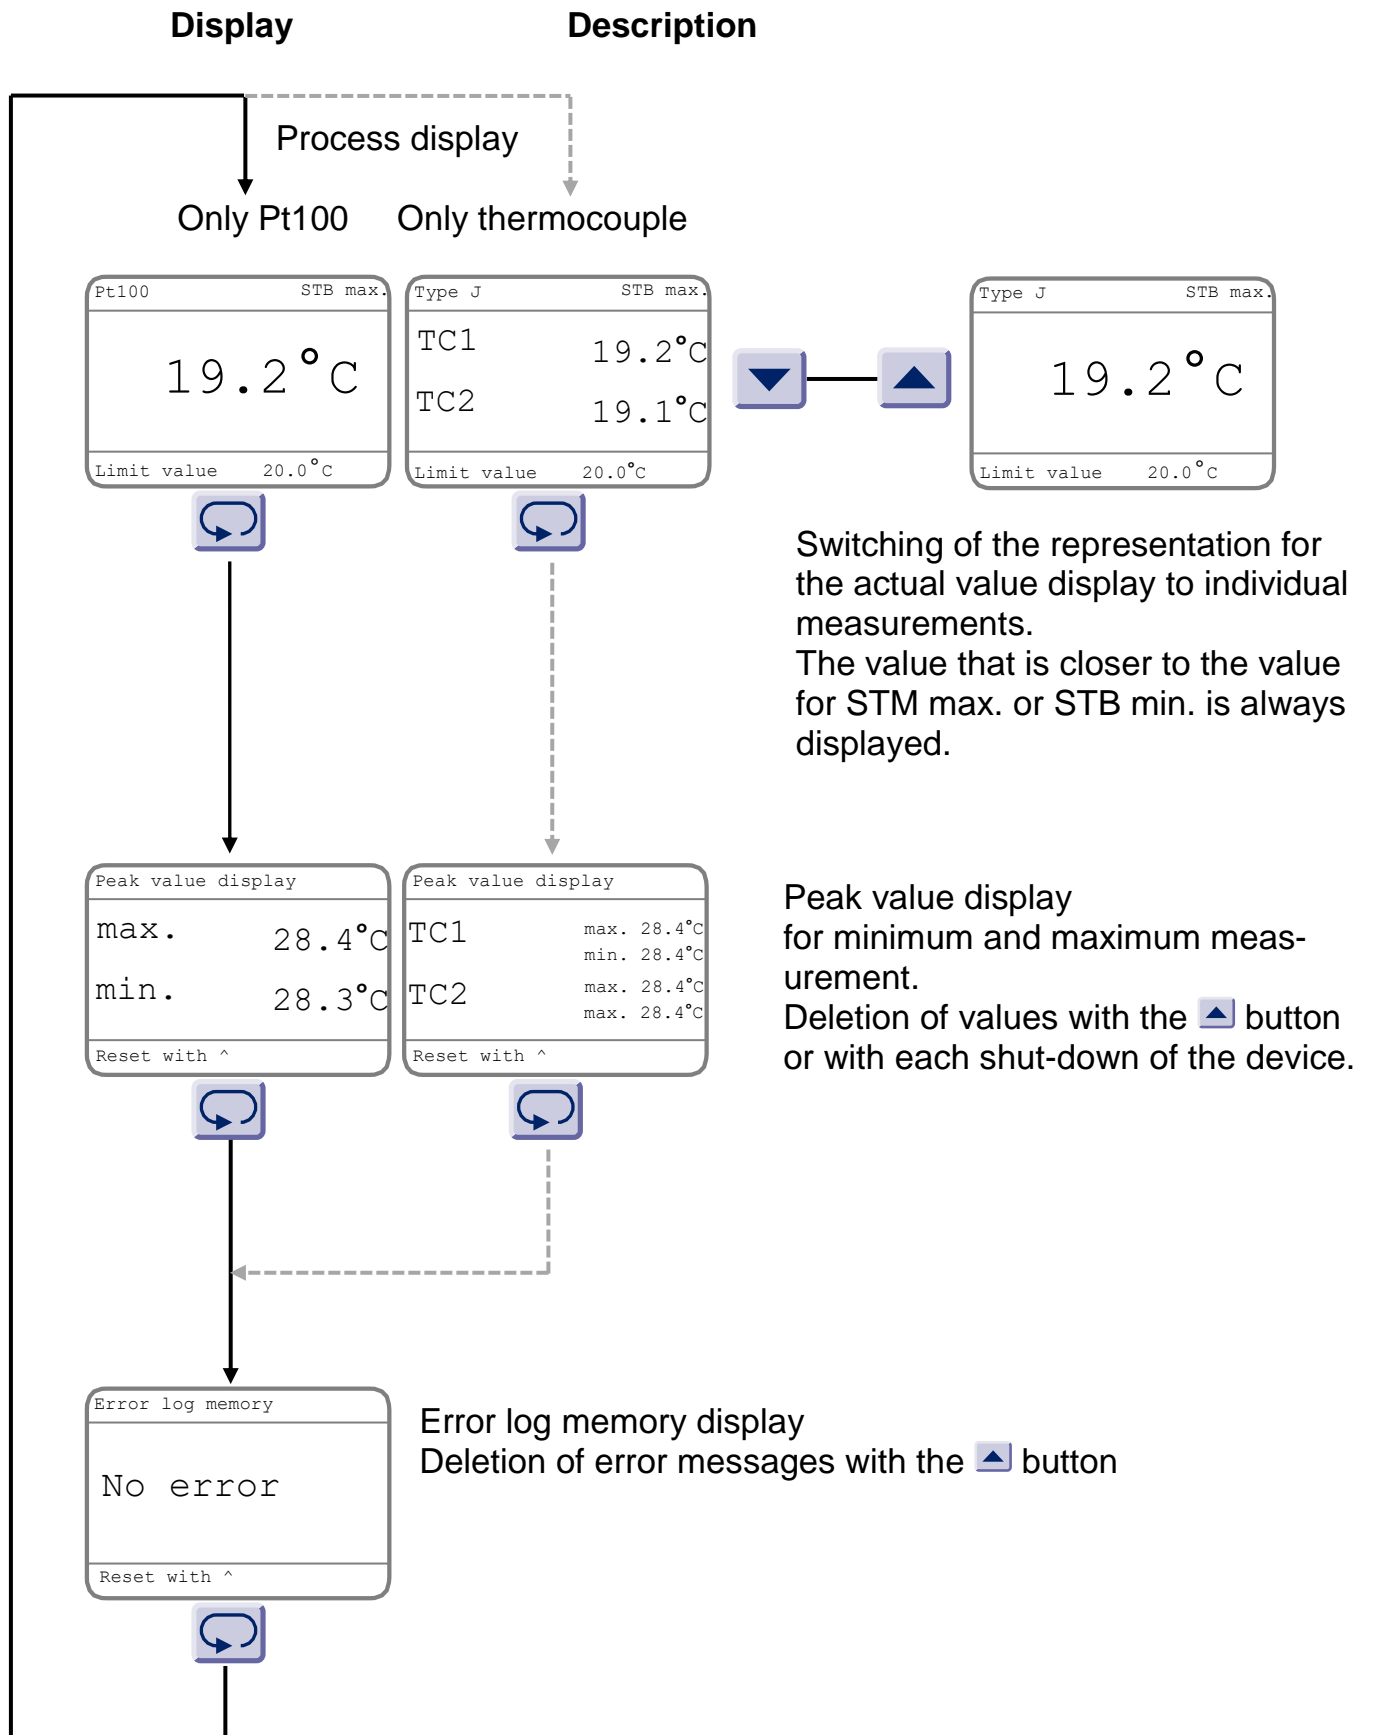 Display Description
Process display
Only Pt100 Only thermocouple
Pt100 STB max.
19.2°C
Limit value 20.0°C
Type J STB max.
TC1 19.2°C
TC2 19.1°C
Limit value 20.0°C
Type J STB max.
19.2°C
Limit value 20.0°C
Switching of the representation for
the actual value display to individual
measurements.
The value that is closer to the value
for STM max. or STB min. is always
displayed.
Peak value display
max. 28.4°C
min. 28.3°C
Reset with ^
Peak value display
TC1 max. 28.4°C
min. 28.4°C
TC2 max. 28.4°C
max. 28.4°C
Reset with ^
Peak value display
for minimum and maximum meas-
urement.
Deletion of values with the button
or with each shut-down of the device.
Error log memory
No error
Reset with ^
Error log memory display
Deletion of error messages with the button